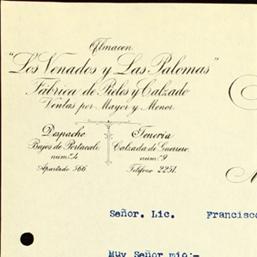 Almacen
"Los Venados y Las Palomas"
Fábrica de Pieles y Calzado
Ventas por Mayor y Menor.
Despacho
Bajos de Portacoeli
núm. 4
Apartado 566
Tenería
Calzada de Guerrero
núm. 9
Teléfono 2251.
Señor. Lic. Francisco
Muy Señor mío:-